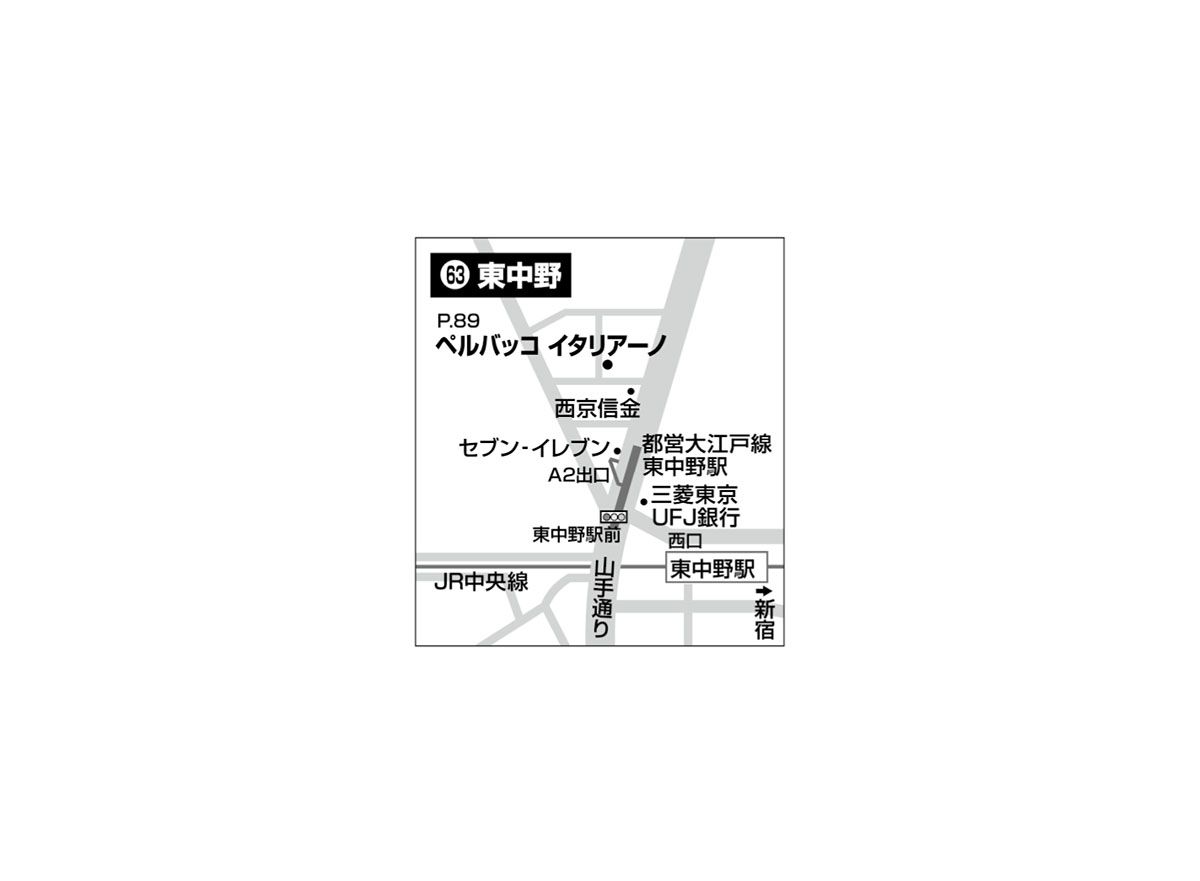 63 東中野
P.89
ペルバッコ イタリアーノ
西京信金
セブン-イレブン
A2出口
都営大江戸線
東中野駅
三菱東京
UFJ銀行
東中野駅前
西口
東中野駅
JR中央線
山手通り
➡
新宿